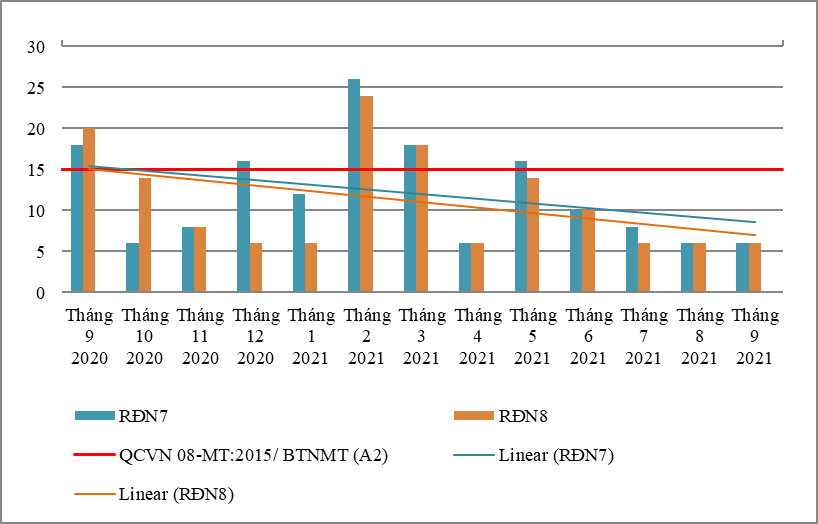 30
25
20
15
10
5
0
Tháng 9 2020
Tháng 10 2020
Tháng 11 2020
Tháng 12 2020
Tháng 1 2021
Tháng 2 2021
Tháng 3 2021
Tháng 4 2021
Tháng 5 2021
Tháng 6 2021
Tháng 7 2021
Tháng 8 2021
Tháng 9 2021
RĐN7
RĐN8
QCVN 08-MT:2015/ BTNMT (A2)
Linear (RĐN7)
Linear (RĐN8)